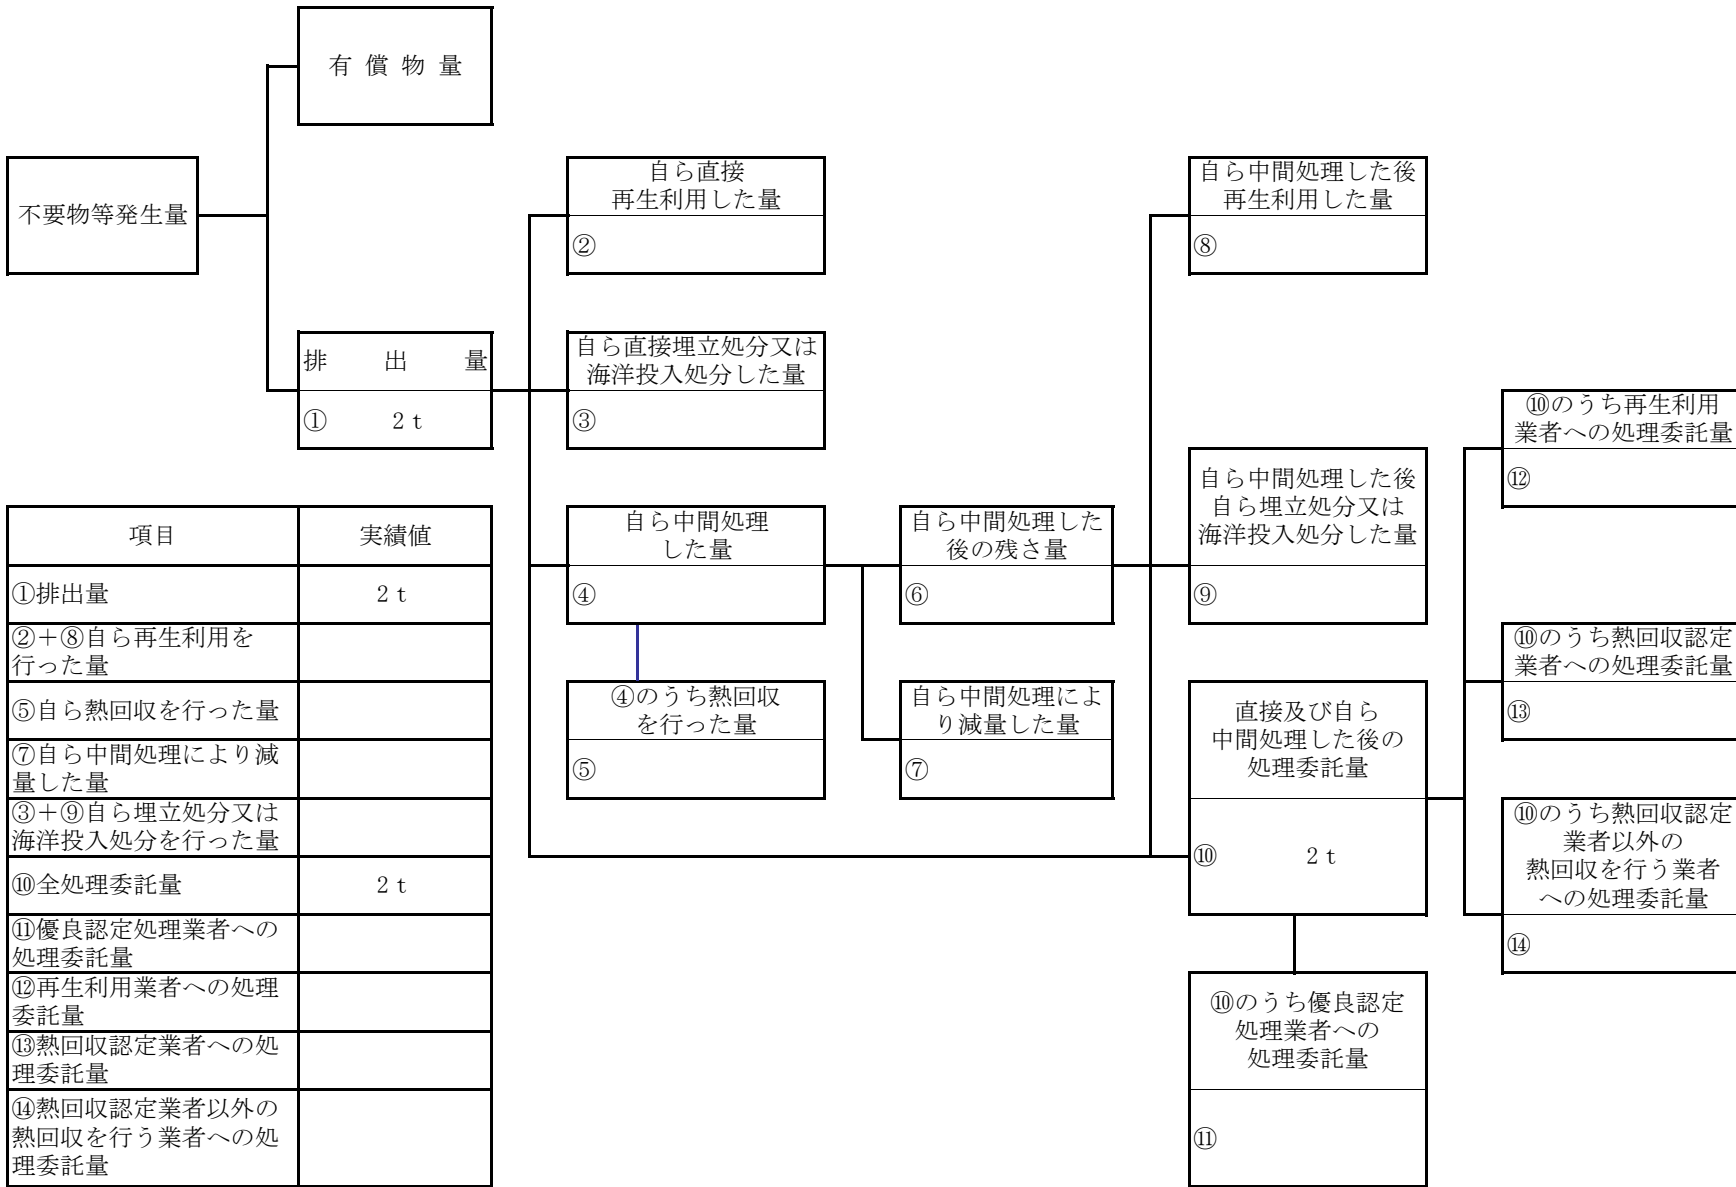 有 償 物 量
不要物等発生量
自ら直接
再生利用した量
②
自ら中間処理した後
再生利用した量
⑧
排 出 量
① 2 t
自ら直接埋立処分又は
海洋投入処分した量
③
⑩のうち再生利用
業者への処理委託量
⑫
自ら中間処理
した量
④
自ら中間処理した
後の残さ量
⑥
自ら中間処理した後
自ら埋立処分又は
海洋投入処分した量
⑨
⑩のうち熱回収認定
業者への処理委託量
⑬
④のうち熱回収
を行った量
⑤
自ら中間処理によ
り減量した量
⑦
直接及び自ら
中間処理した後の
処理委託量
⑩ 2 t
⑩のうち熱回収認定
業者以外の
熱回収を行う業者
への処理委託量
⑭
⑩のうち優良認定
処理業者への
処理委託量
⑪
項目 実績値
①排出量 2 t
②＋⑧自ら再生利用を
行った量
⑤自ら熱回収を行った量
⑦自ら中間処理により減
量した量
③＋⑨自ら埋立処分又は
海洋投入処分を行った量
⑩全処理委託量 2 t
⑪優良認定処理業者への
処理委託量
⑫再生利用業者への処理
委託量
⑬熱回収認定業者への処
理委託量
⑭熱回収認定業者以外の
熱回収を行う業者への処
理委託量